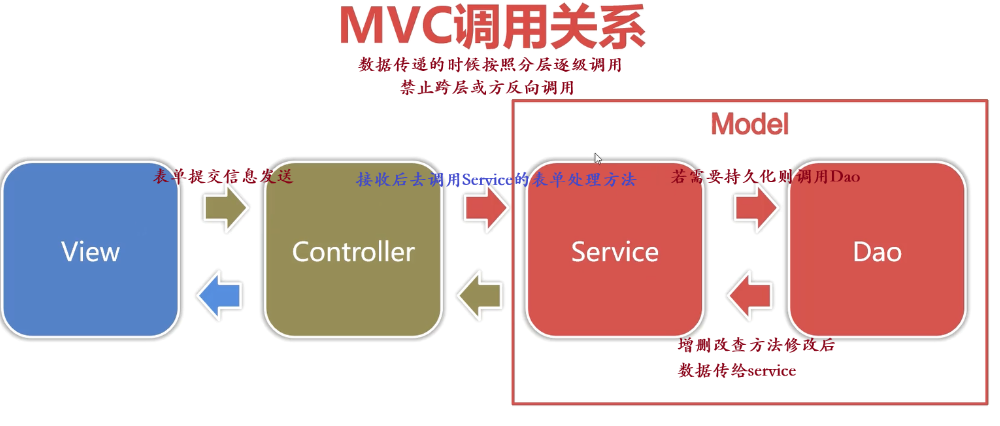 MVC调用关系
数据传递的时候按照分层逐级调用
禁止跨层或方反向调用
Model
表单提交信息发送
接收后去调用Service的表单处理方法
若需要持久化则调用Dao
View
Controller
Service
Dao
增删改查方法修改后
数据传给service